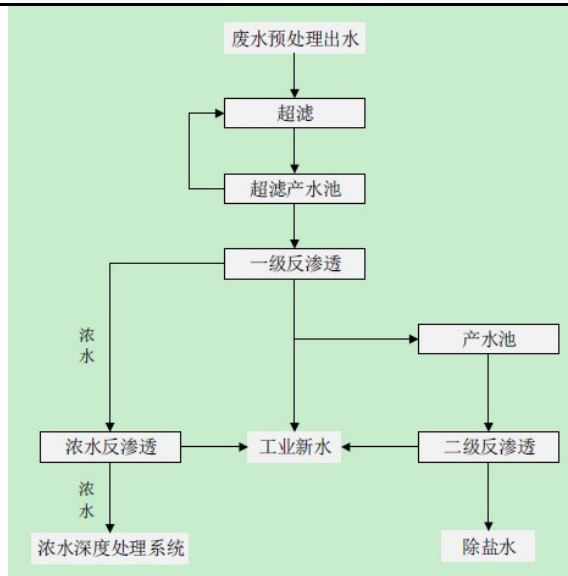 废水预处理出水
超滤
超滤产水池
一级反渗透
浓水
产水池
浓水反渗透
工业新水
二级反渗透
浓水
浓水深度处理系统
除盐水